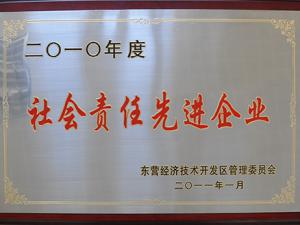 二〇一〇年度
社会责任先进企业
东营经济技术开发区管理委员会
二〇一一年一月